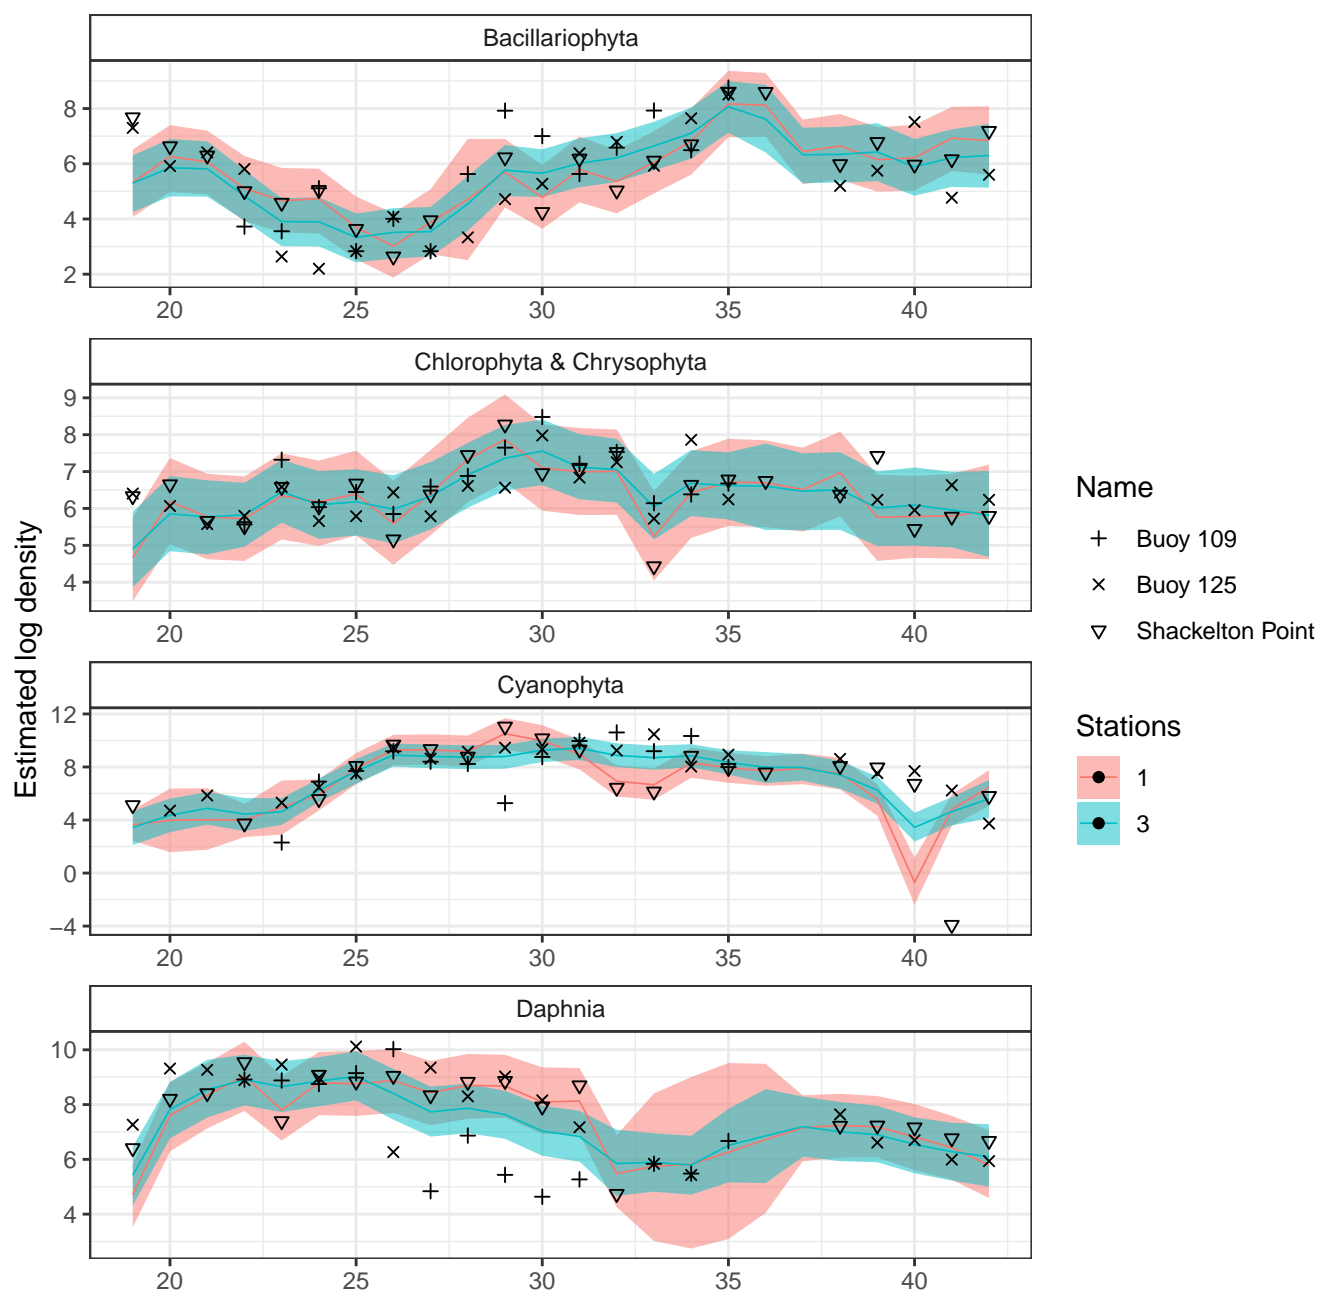 Bacillariophyta
8
6
4
2
20 25 30 35 40
Chlorophyta & Chrysophyta
9
8
7
6
5
4
20 25 30 35 40
Cyanophyta
12
8
4
0
−4
20 25 30 35 40
Daphnia
10
8
6
4
20 25 30 35 40
Estimated log density
Name
Buoy 109
Buoy 125
Shackelton Point
Stations
1
3